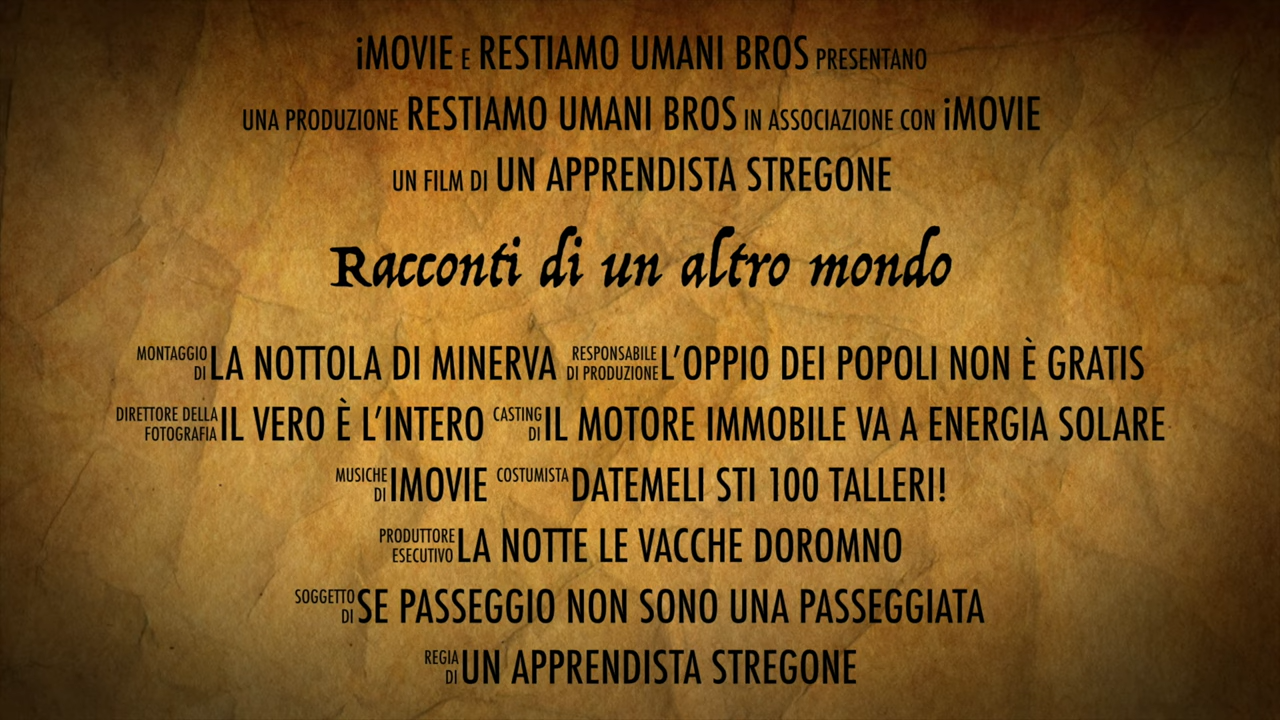 iMOVIE E RESTIAMO UMANI BROS PRESENTANO
UNA PRODUZIONE RESTIAMO UMANI BROS IN ASSOCIAZIONE CON iMOVIE
UN FILM DI UN APPRENDISTA STREGONE
Racconti di un altro mondo
MONTAGGIO DI LA NOTTOLA DI MINERVA RESPONSABILE DI PRODUZIONE L'OPPIO DEI POPOLI NON È GRATIS
DIRETTORE DELLA FOTOGRAFIA IL VERO È L'INTERO CASTING DI IL MOTORE IMMOBILE VA A ENERGIA SOLARE
MUSICHE DI IMOVIE COSTUMISTA DATEMELI STI 100 TALLERI!
PRODUTTORE ESECUTIVO LA NOTTE LE VACCHE DOROMNO
SOGGETTO DI SE PASSEGGIO NON SONO UNA PASSEGGIATA
REGIA DI UN APPRENDISTA STREGONE